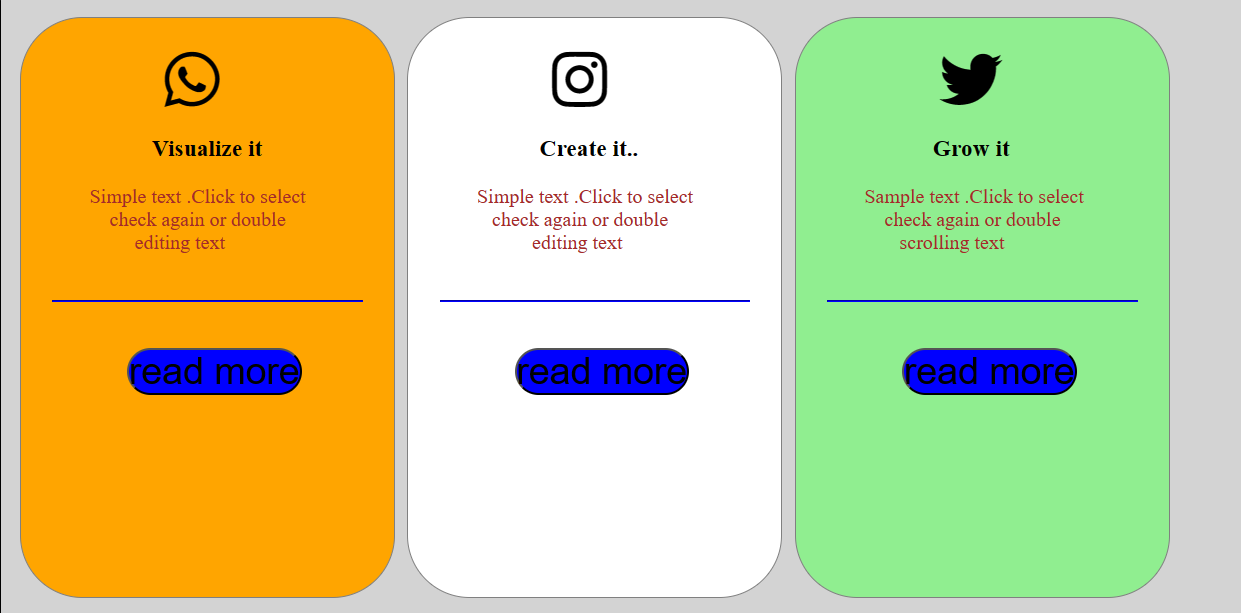 Visualize it
Simple text .Click to select
check again or double
editing text
read more
Create it..
Simple text .Click to select
check again or double
editing text
read more
Grow it
Sample text .Click to select
check again or double
scrolling text
read more